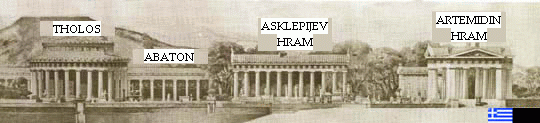 THOLOS
ABATON
ASKLEPIJEV
HRAM
ARTEMIDIN
HRAM